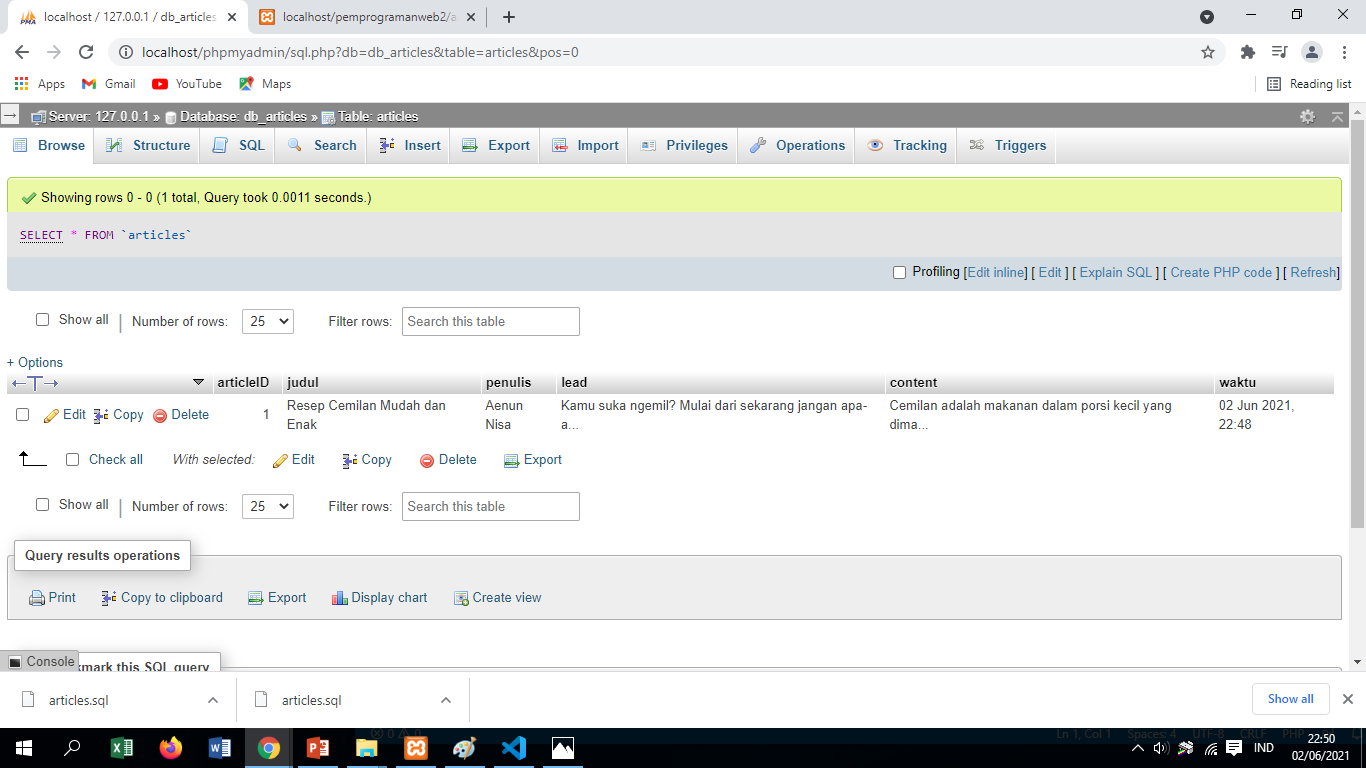 localhost / 127.0.0.1 / db_articles
localhost/pemprogramanweb2/a
localhost/phpmyadmin/sql.php?db=db_articles&table=articles&pos=0
Apps Gmail YouTube Maps Reading list
Server: 127.0.0.1 » Database: db_articles » Table: articles
Browse Structure SQL Search Insert Export Import Privileges Operations Tracking Triggers
Showing rows 0 - 0 (1 total, Query took 0.0011 seconds.)
SELECT * FROM `articles`
Profiling [Edit inline] [ Edit ] [ Explain SQL ] [ Create PHP code ] [ Refresh]
Show all | Number of rows: 25 Filter rows: Search this table
+ Options
←T→ articleID judul penulis lead content waktu
Edit Copy Delete 1 Resep Cemilan Mudah dan Enak Aenun Nisa Kamu suka ngemil? Mulai dari sekarang jangan apa-a... Cemilan adalah makanan dalam porsi kecil yang dima... 02 Jun 2021, 22:48
Check all With selected: Edit Copy Delete Export
Show all | Number of rows: 25 Filter rows: Search this table
Query results operations
Print Copy to clipboard Export Display chart Create view
Console
kmark this SQL query
articles.sql articles.sql Show all
Ln 1, Col 1 Spaces: 4 UTF-8 CRLF PHP
IND
22:50
02/06/2021